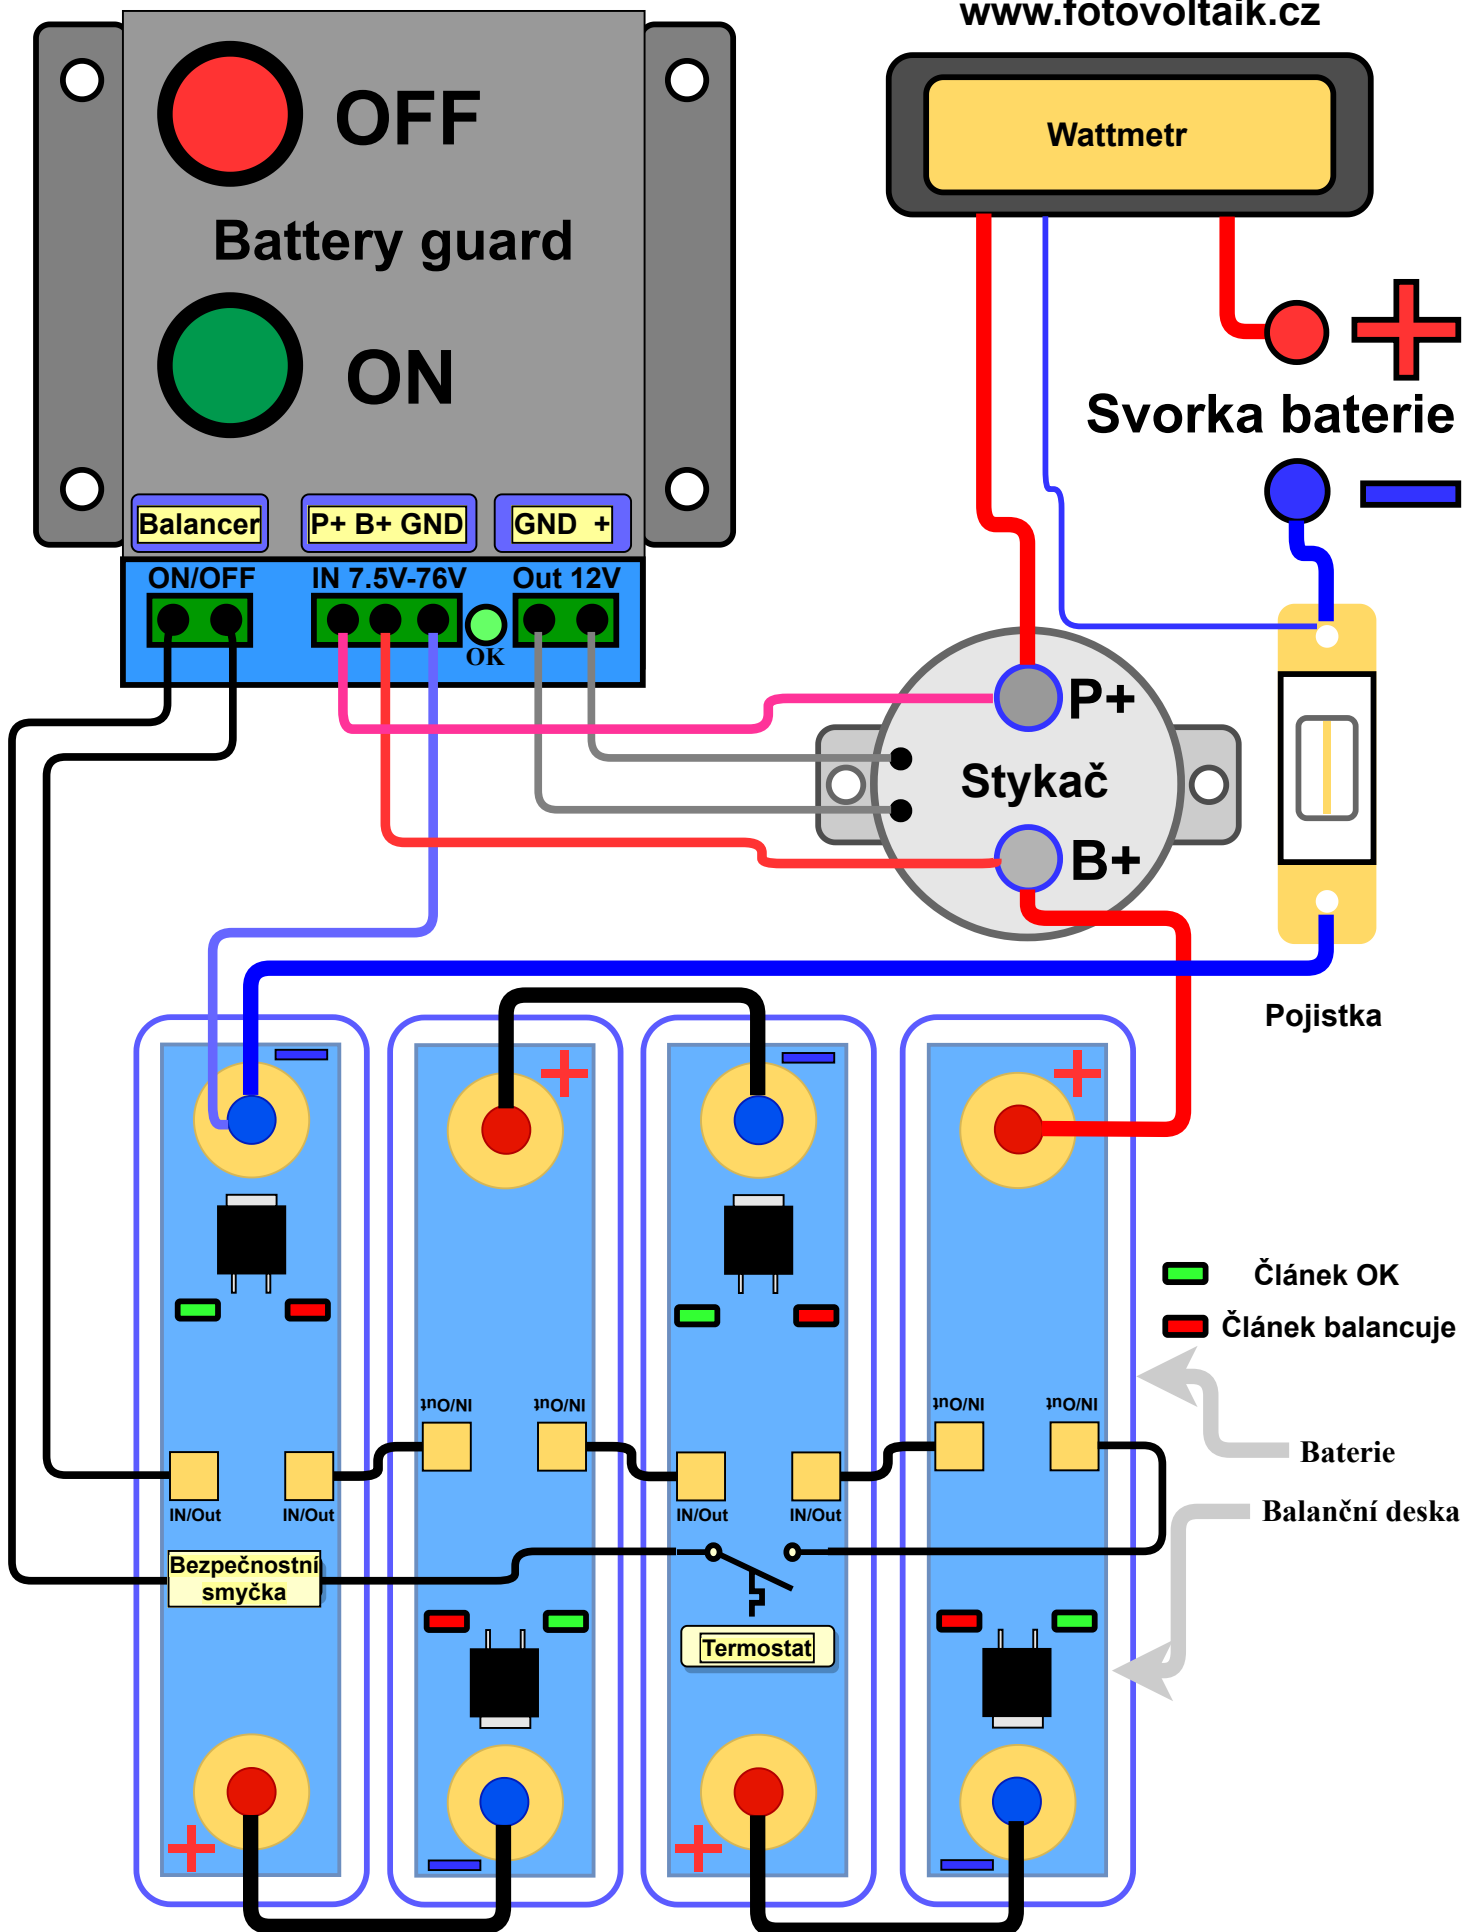 www.fotovoltaik.cz
OFF
Wattmetr
Battery guard
ON
Svorka baterie
Balancer
P+ B+ GND
GND +
ON/OFF
IN 7.5V-76V
Out 12V
OK
P+
Stykač
B+
Pojistka
Článek OK
Článek balancuje
IN/Out
IN/Out
IN/Out
IN/Out
Baterie
IN/Out
IN/Out
IN/Out
IN/Out
Balanční deska
Bezpečnostní
smyčka
Termostat